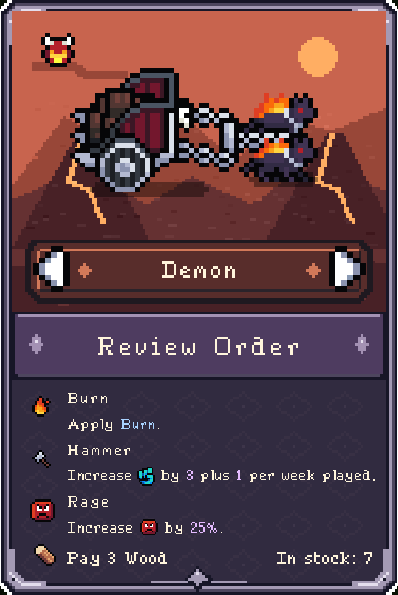 Demon
Review Order
Burn
Apply Burn.
Hammer
Increase by 3 plus 1 per week played.
Rage
Increase by 25%.
Pay 3 Wood In stock: 7